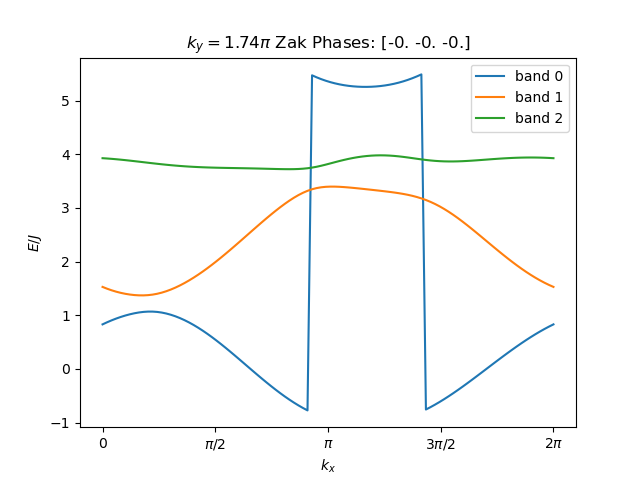 $k_y = 1.74\pi$ Zak Phases: [-0. -0. -0.]
band 0
band 1
band 2
5
4
3
2
1
0
−1
E/J
0
π/2
π
3π/2
2π
$k_x$